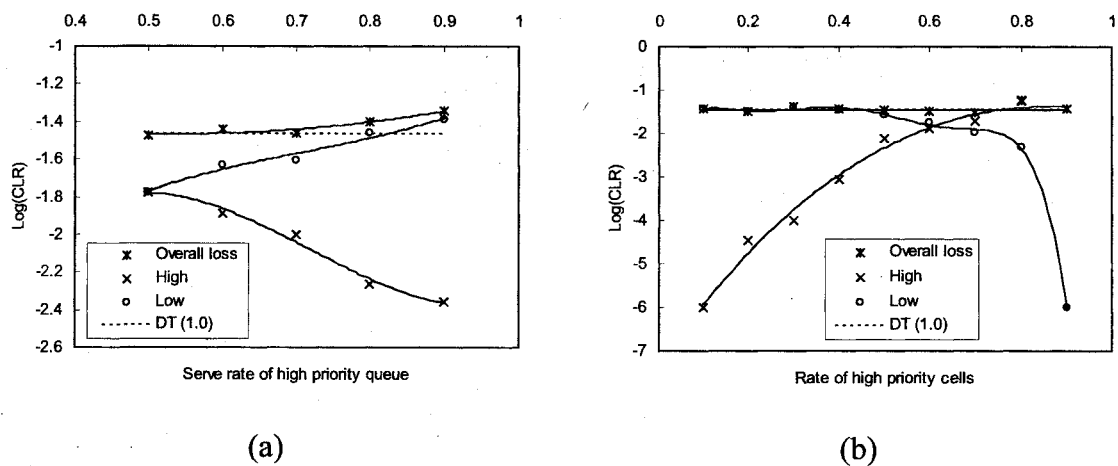 0.4 0.5 0.6 0.7 0.8 0.9 1
-1
-1.2
-1.4
-1.6
-1.8
-2
-2.2
-2.4
-2.6
Log(CLR)
Overall loss
High
Low
DT (1.0)
Serve rate of high priority queue
(a)
0 0.2 0.4 0.6 0.8 1
0
-1
-2
-3
-4
-5
-6
-7
Log(CLR)
Overall loss
High
Low
DT (1.0)
Rate of high priority cells
(b)